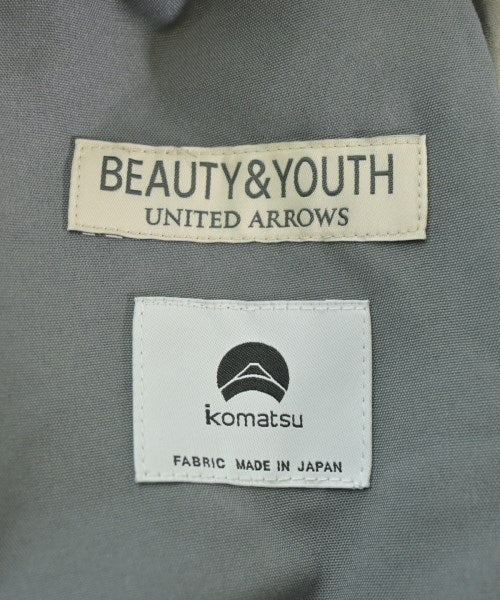 BEAUTY&YOUTH
UNITED ARROWS
komatsu
FABRIC MADE IN JAPAN